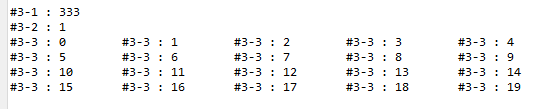 #3-1 : 333
#3-2 : 1
#3-3 : 0 #3-3 : 1 #3-3 : 2 #3-3 : 3 #3-3 : 4
#3-3 : 5 #3-3 : 6 #3-3 : 7 #3-3 : 8 #3-3 : 9
#3-3 : 10 #3-3 : 11 #3-3 : 12 #3-3 : 13 #3-3 : 14
#3-3 : 15 #3-3 : 16 #3-3 : 17 #3-3 : 18 #3-3 : 19